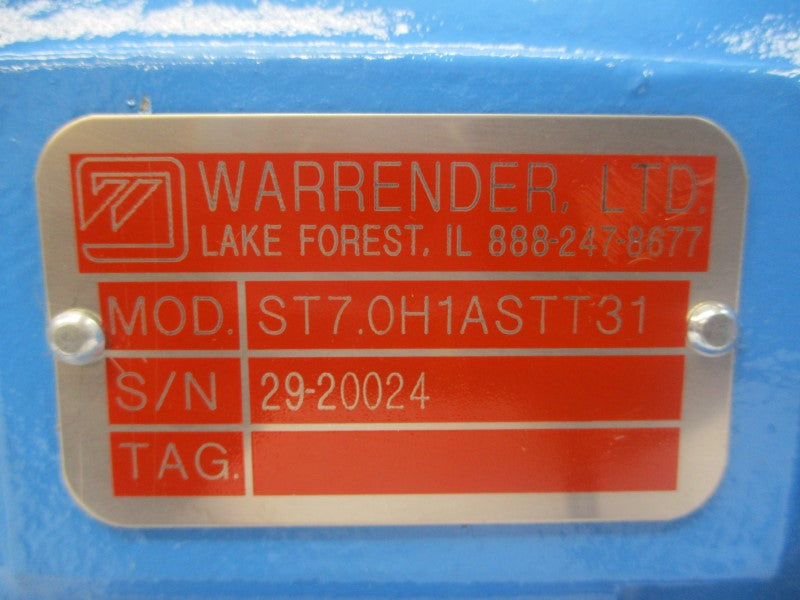 WARRENDER, LTD.
LAKE FOREST, IL 888-247-8677
MOD. ST7.0H1ASTT31
S/N 29-20024
TAG.